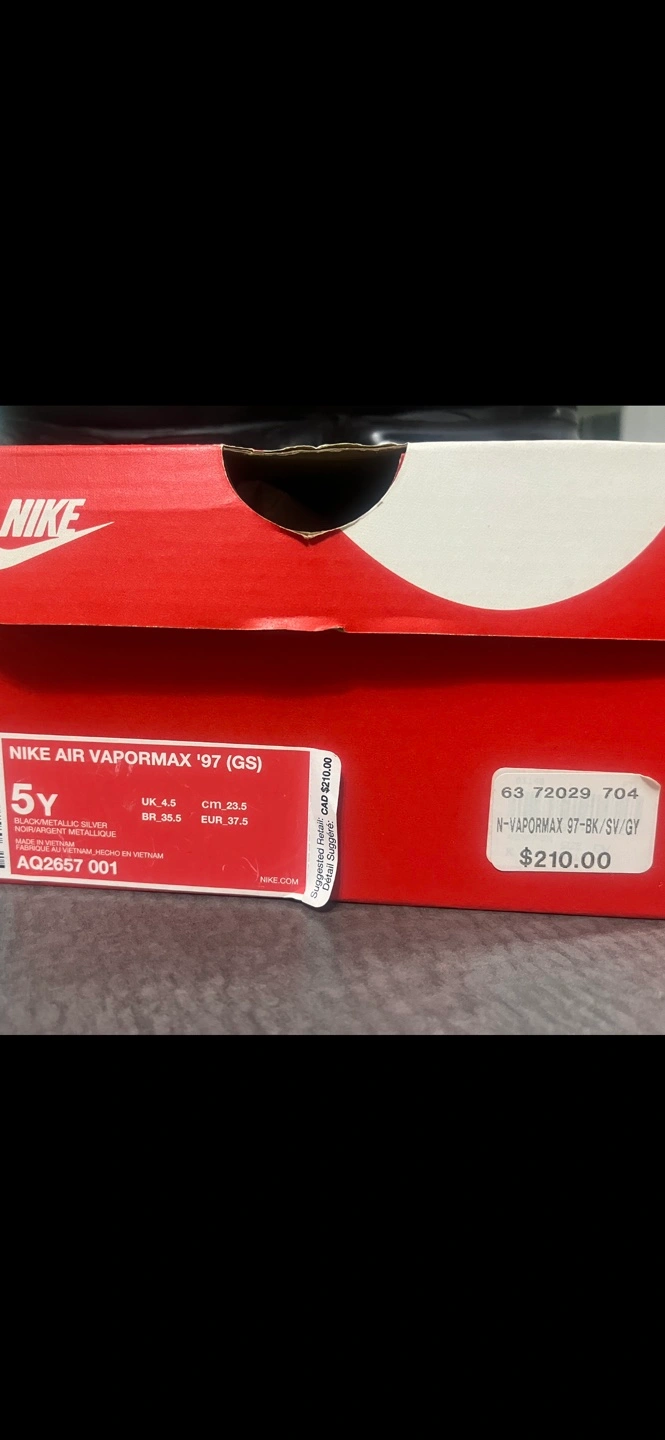 NIKE
NIKE AIR VAPORMAX '97 (GS)
5Y
UK_4.5 cm_23.5
BR_35.5 EUR_37.5
BLACK/METALLIC SILVER
NOIR/ARGENT METALLIQUE
MADE IN VIETNAM
FABRIQUE AU VIETNAM_HECHO EN VIETNAM
AQ2657 001
NIKE.COM
Suggested Retail: CAD $210.00
Détail Suggéré:
63 72029 704
N-VAPORMAX 97-BK/SV/GY
$210.00